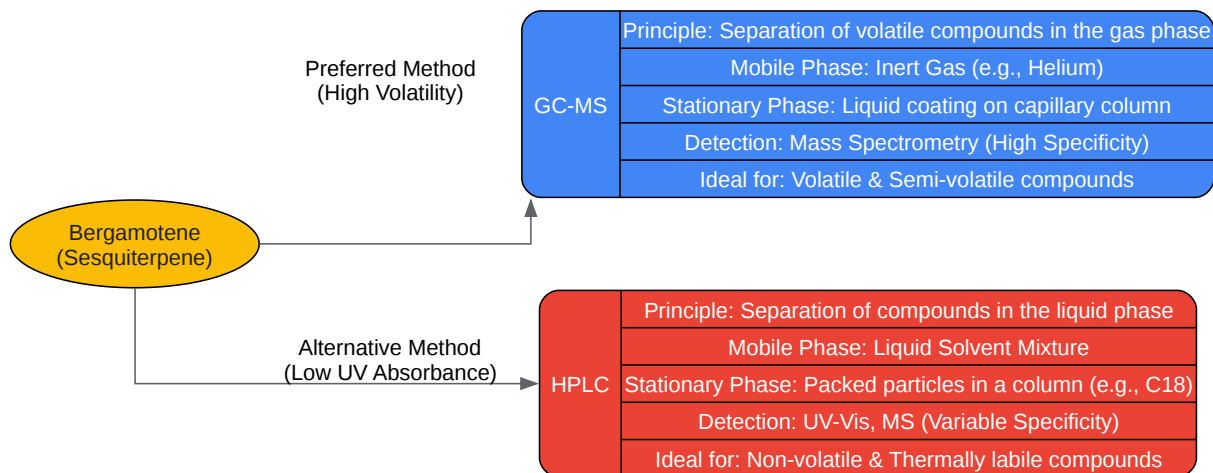 Preferred Method
(High Volatility)
GC-MS
Principle: Separation of volatile compounds in the gas phase
Mobile Phase: Inert Gas (e.g., Helium)
Stationary Phase: Liquid coating on capillary column
Detection: Mass Spectrometry (High Specificity)
Ideal for: Volatile & Semi-volatile compounds
Bergamotene
(Sesquiterpene)
Alternative Method
(Low UV Absorbance)
HPLC
Principle: Separation of compounds in the liquid phase
Mobile Phase: Liquid Solvent Mixture
Stationary Phase: Packed particles in a column (e.g., C18)
Detection: UV-Vis, MS (Variable Specificity)
Ideal for: Non-volatile & Thermally labile compounds